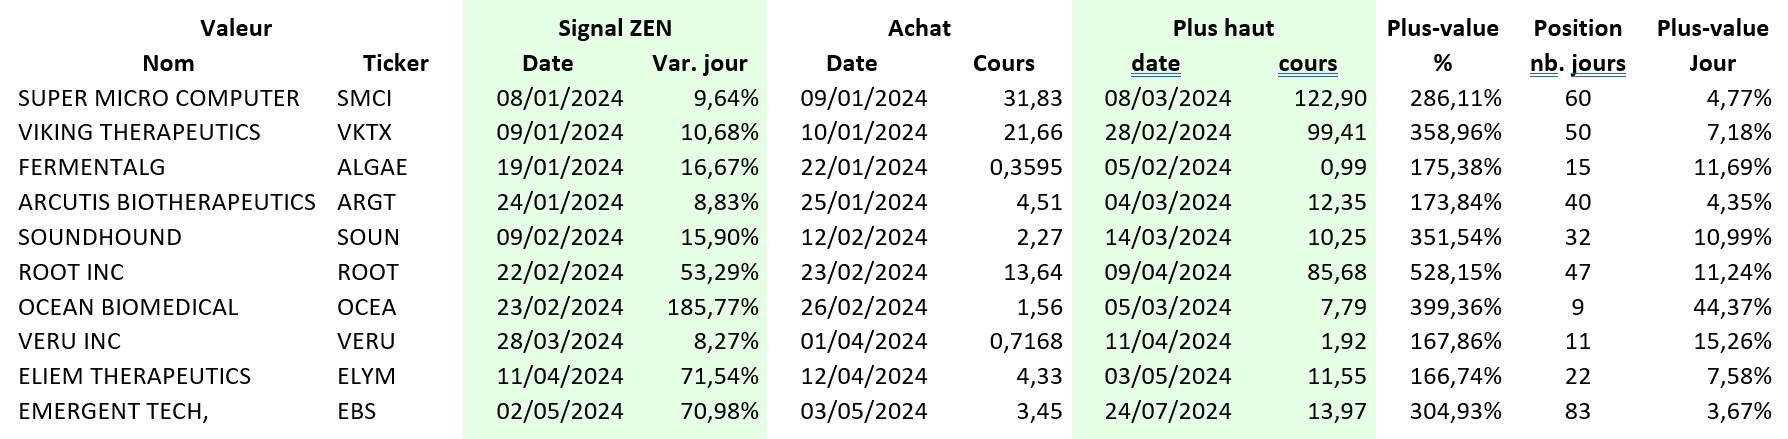 Valeur Signal ZEN Achat Plus haut Plus-value Position Plus-value
Nom Ticker Date Var. jour Date Cours date cours % nb. jours Jour
SUPER MICRO COMPUTER SMCI 08/01/2024 9,64% 09/01/2024 31,83 08/03/2024 122,90 286,11% 60 4,77%
VIKING THERAPEUTICS VKTX 09/01/2024 10,68% 10/01/2024 21,66 28/02/2024 99,41 358,96% 50 7,18%
FERMENTALG ALGAE 19/01/2024 16,67% 22/01/2024 0,3595 05/02/2024 0,99 175,38% 15 11,69%
ARCUTIS BIOTHERAPEUTICS ARGT 24/01/2024 8,83% 25/01/2024 4,51 04/03/2024 12,35 173,84% 40 4,35%
SOUNDHOUND SOUN 09/02/2024 15,90% 12/02/2024 2,27 14/03/2024 10,25 351,54% 32 10,99%
ROOT INC ROOT 22/02/2024 53,29% 23/02/2024 13,64 09/04/2024 85,68 528,15% 47 11,24%
OCEAN BIOMEDICAL OCEA 23/02/2024 185,77% 26/02/2024 1,56 05/03/2024 7,79 399,36% 9 44,37%
VERU INC VERU 28/03/2024 8,27% 01/04/2024 0,7168 11/04/2024 1,92 167,86% 11 15,26%
ELIEM THERAPEUTICS ELYM 11/04/2024 71,54% 12/04/2024 4,33 03/05/2024 11,55 166,74% 22 7,58%
EMERGENT TECH, EBS 02/05/2024 70,98% 03/05/2024 3,45 24/07/2024 13,97 304,93% 83 3,67%